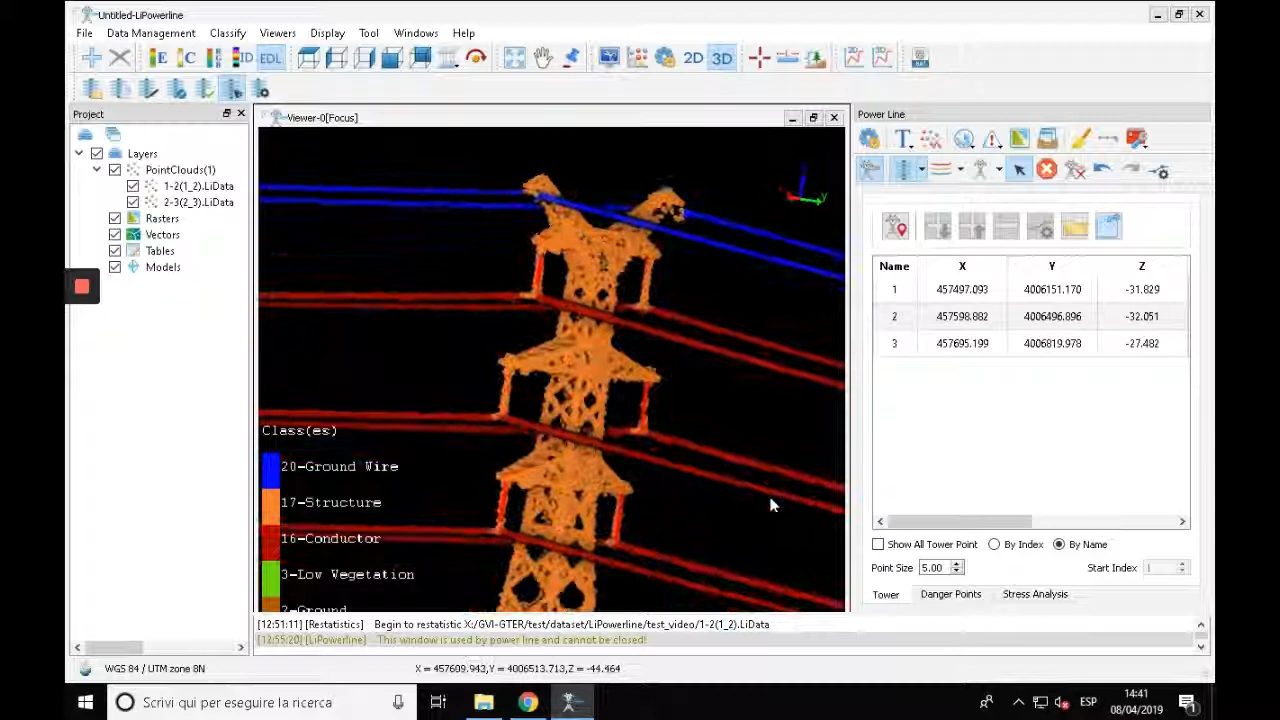 Untitled-LiPowerline
File Data Management Classify Viewers Display Tool Windows Help
E C ID EDL 2D 3D
Project
Viewer-0[Focus]
Power Line
Layers
PointClouds(1)
1-2(1_2).LiData
2-3(2_3).LiData
Rasters
Vectors
Tables
Models
y
Class(es)
20-Ground Wire
17-Structure
16-Conductor
3-Low Vegetation
2-Ground
Name X Y Z
1 457497.093 4006151.170 -31.829
2 457598.882 4006496.896 -32.051
3 457695.199 4006819.978 -27.482
Show All Tower Point By Index By Name
Point Size 5.00 Start Index 1
Tower Danger Points Stress Analysis
[12:51:11] [Restatistics] Begin to restatistic X:/GVI-GTER/test/dataset/LiPowerline/test_video/1-2(1_2).LiData
[12:55:20] [LiPowerline] This window is used by power line and cannot be closed!
WGS 84 / UTM zone 8N X = 457609.943,Y = 4006513.713,Z = -44.464
Scrivi qui per eseguire la ricerca
ESP
14:41
08/04/2019
1